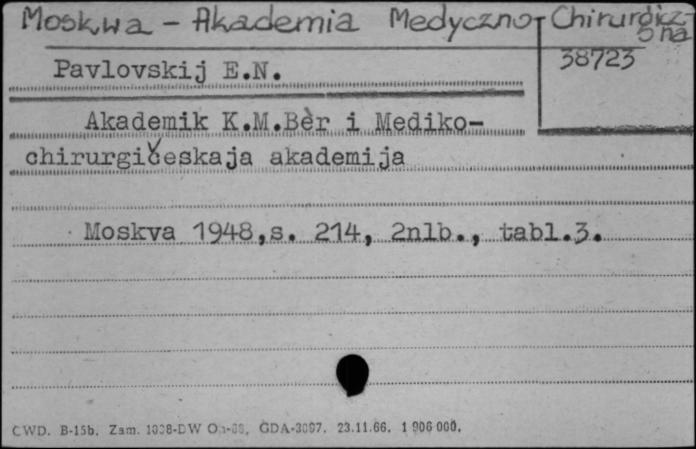 Moskwa - Akademia Medyczno-Chirurgicz
na
38723
Pavlovskij E.N.
Akademik K.M.Bèr i Mediko-
chirurgičeskaja akademija
Moskva 1948,s. 214, 2nlb., tabl.3.
CWD. B-15b. Zam. DW GDA-3097. 23.11.66. 1 906 000.